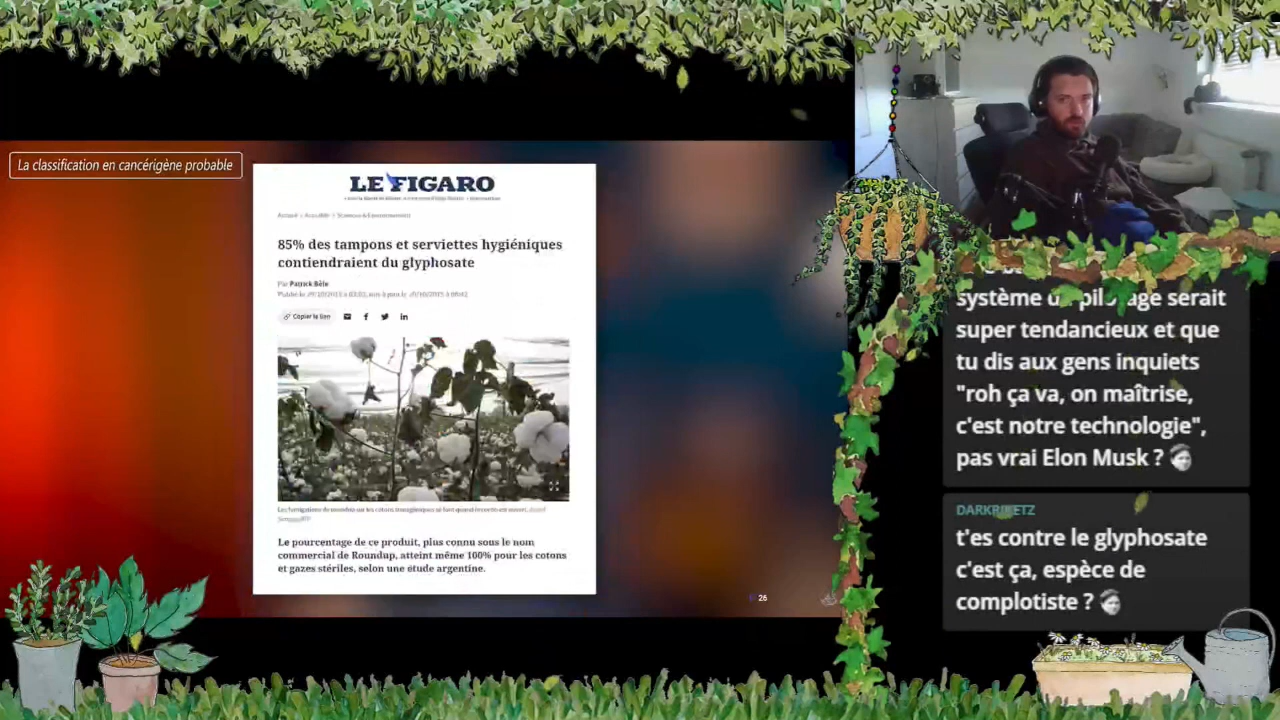 La classification en cancérigène probable
LE FIGARO
85% des tampons et serviettes hygiéniques
contiendraient du glyphosate
Par Patrick Bèle
Copier le lien
Le pourcentage de ce produit, plus connu sous le nom
commercial de Roundup, atteint même 100% pour les cotons
et gazes stériles, selon une étude argentine.
26
système de pilotage serait
super tendancieux et que
tu dis aux gens inquiets
"roh ça va, on maîtrise,
c'est notre technologie",
pas vrai Elon Musk ?
t'es contre le glyphosate
c'est ça, espèce de
complotiste ?